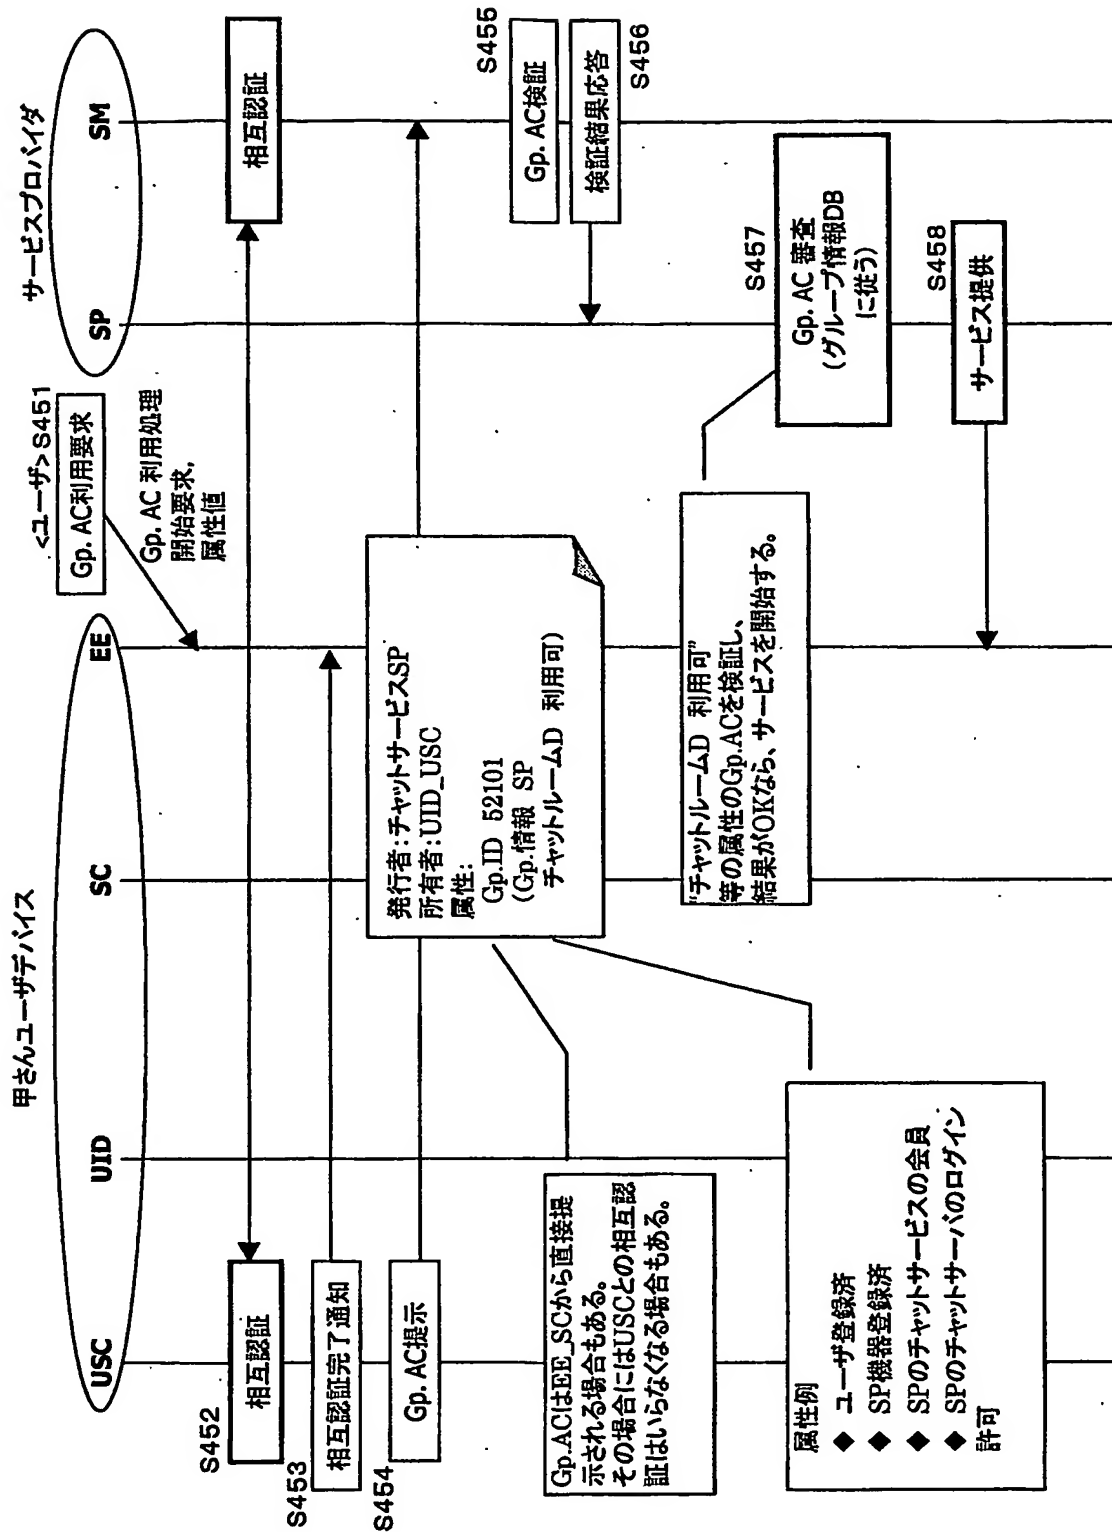 甲さんユーザデバイス
サービスプロバイダ
USC
UID
SC
EE
SP
SM
<ユーザ>S451
Gp. AC利用要求
Gp. AC 利用処理
開始要求,
属性値
S452
相互認証
相互認証
S453
相互認証完了通知
S454
Gp. AC提示
発行者:チャットサービスSP
所有者:UID_USC
属性:
Gp.ID 52101
(Gp.情報 SP
チャットルームD 利用可)
S455
Gp. AC検証
検証結果応答
S456
Gp.ACはEE_SCから直接提
示される場合もある。
その場合にはUSCとの相互認
証はいらなくなる場合もある。
"チャットルームD 利用可"
等の属性のGp.ACを検証し、
結果がOKなら、サービスを開始する。
S457
Gp. AC 審査
(グループ情報DB
に従う)
属性例
◆ ユーザ登録済
◆ SP機器登録済
◆ SPのチャットサービスの会員
◆ SPのチャットサーバのログイン
許可
S458
サービス提供